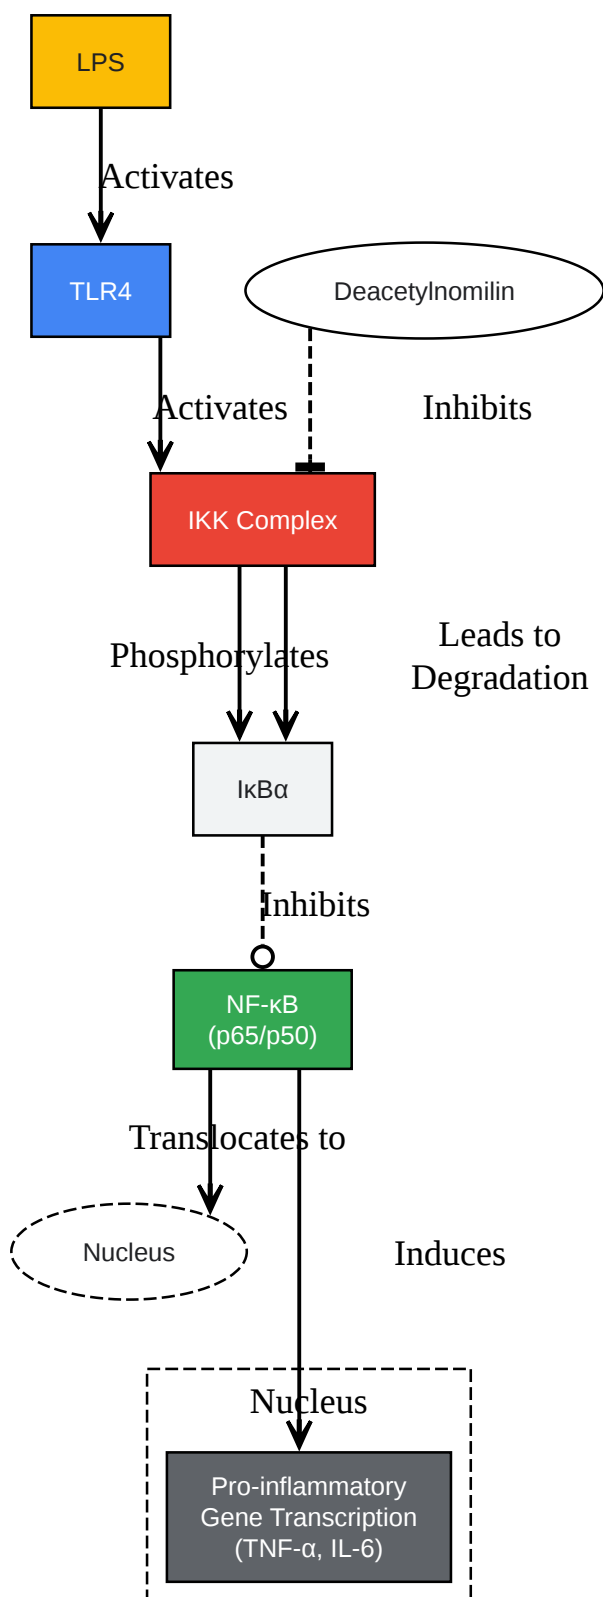 LPS
Activates
TLR4
Deacetylnomilin
Activates
Inhibits
IKK Complex
Phosphorylates
Leads to
Degradation
IκBα
Inhibits
NF-κB
(p65/p50)
Translocates to
Nucleus
Induces
Nucleus
Pro-inflammatory
Gene Transcription
(TNF-α, IL-6)